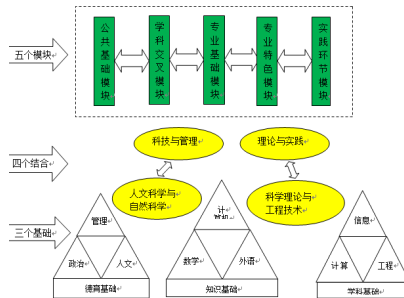 五个模块
公共基础模块
学科交叉模块
专业基础模块
专业特色模块
实践环节模块
四个结合
科技与管理
理论与实践
人文科学与
自然科学
科学理论与
工程技术
三个基础
管理
政治
人文
德育基础
计
算机
数学
外语
知识基础
信息
计算
工程
学科基础